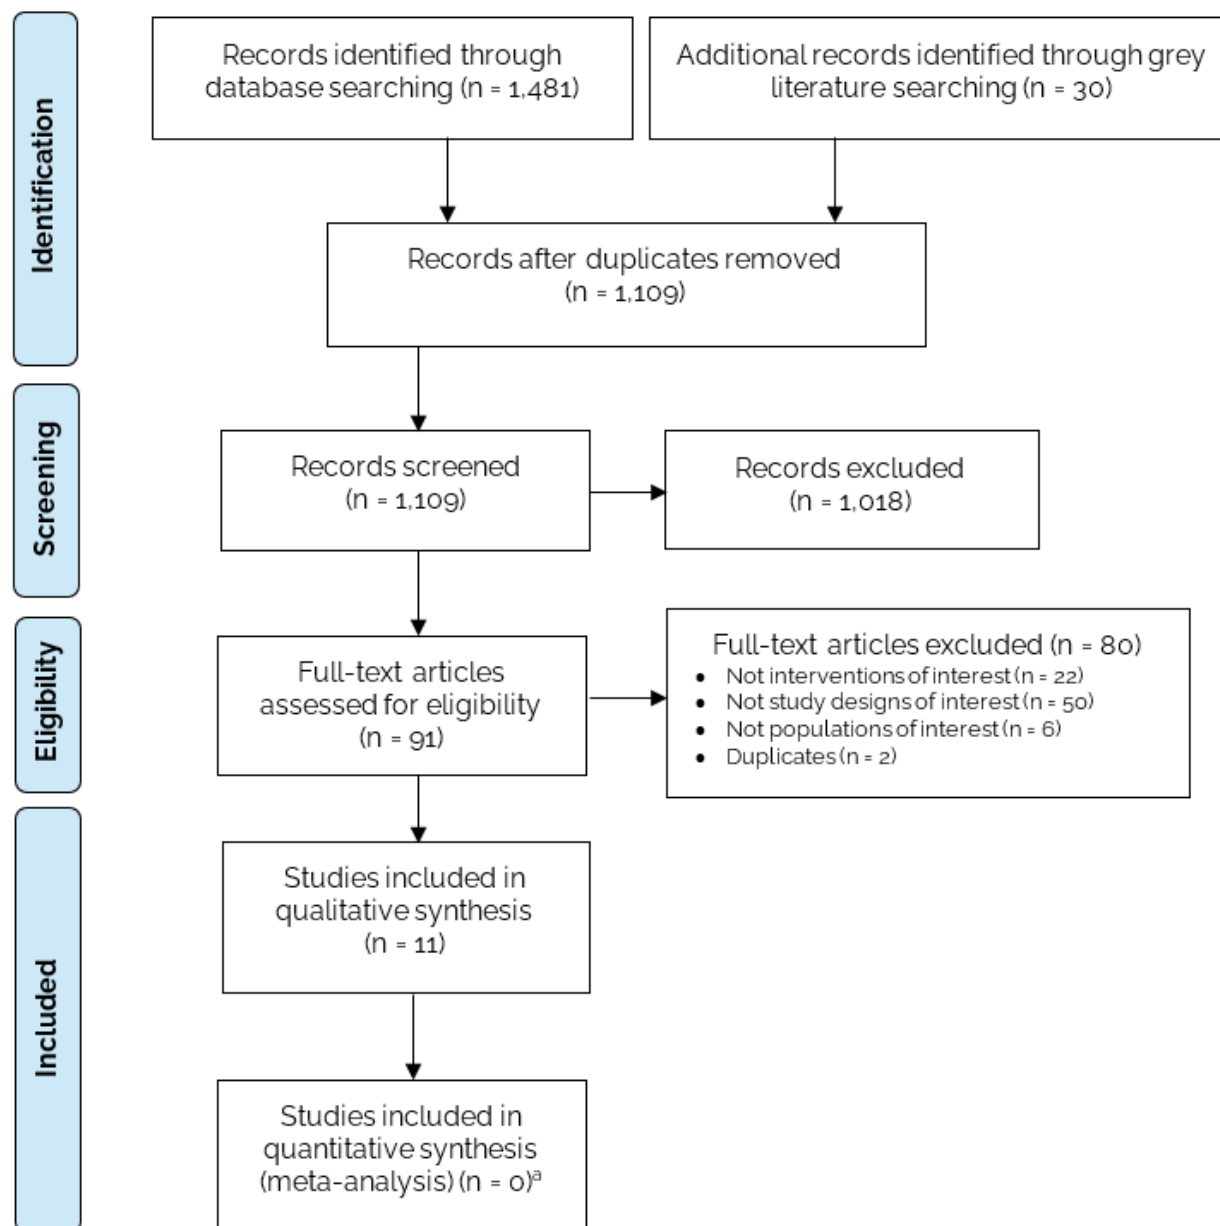 Identification
Records identified through
database searching (n = 1,481)
Additional records identified through grey
literature searching (n = 30)
Records after duplicates removed
(n = 1,109)
Screening
Records screened
(n = 1,109)
Records excluded
(n = 1,018)
Eligibility
Full-text articles
assessed for eligibility
(n = 91)
Full-text articles excluded (n = 80)
• Not interventions of interest (n = 22)
• Not study designs of interest (n = 50)
• Not populations of interest (n = 6)
• Duplicates (n = 2)
Included
Studies included in
qualitative synthesis
(n = 11)
Studies included in
quantitative synthesis
(meta-analysis) (n = 0)ª